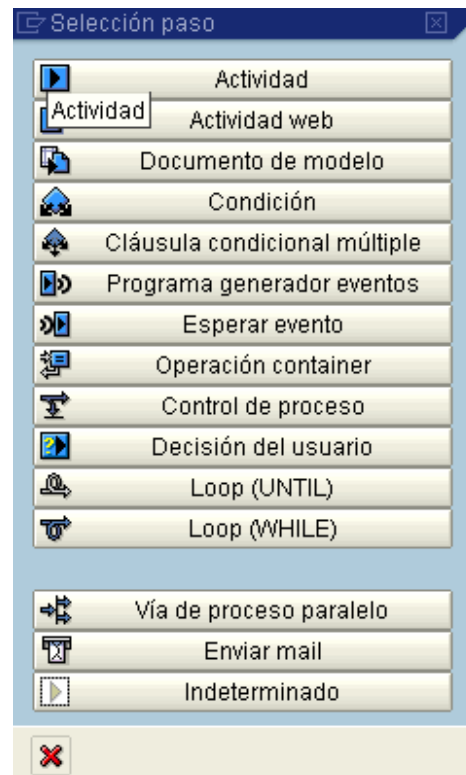 Selección paso
Actividad
Actividad
Actividad web
Documento de modelo
Condición
Cláusula condicional múltiple
Programa generador eventos
Esperar evento
Operación container
Control de proceso
Decisión del usuario
Loop (UNTIL)
Loop (WHILE)
Vía de proceso paralelo
Enviar mail
Indeterminado